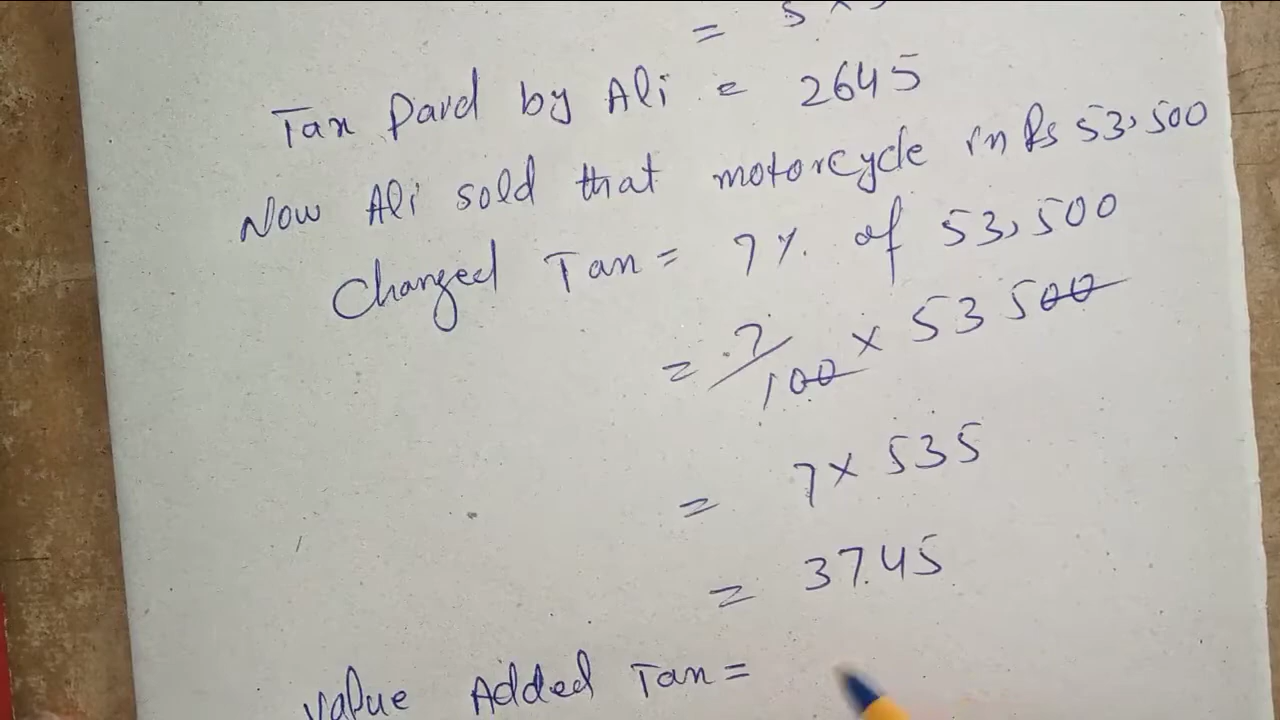 = 5 ×
Tax Paid by Ali = 2645
Now Ali sold that motorcycle in Rs 53,500
Charged Tax = 7% of 53,500
= 7/100 × 53500
= 7 × 535
= 3745
Value Added Tax =